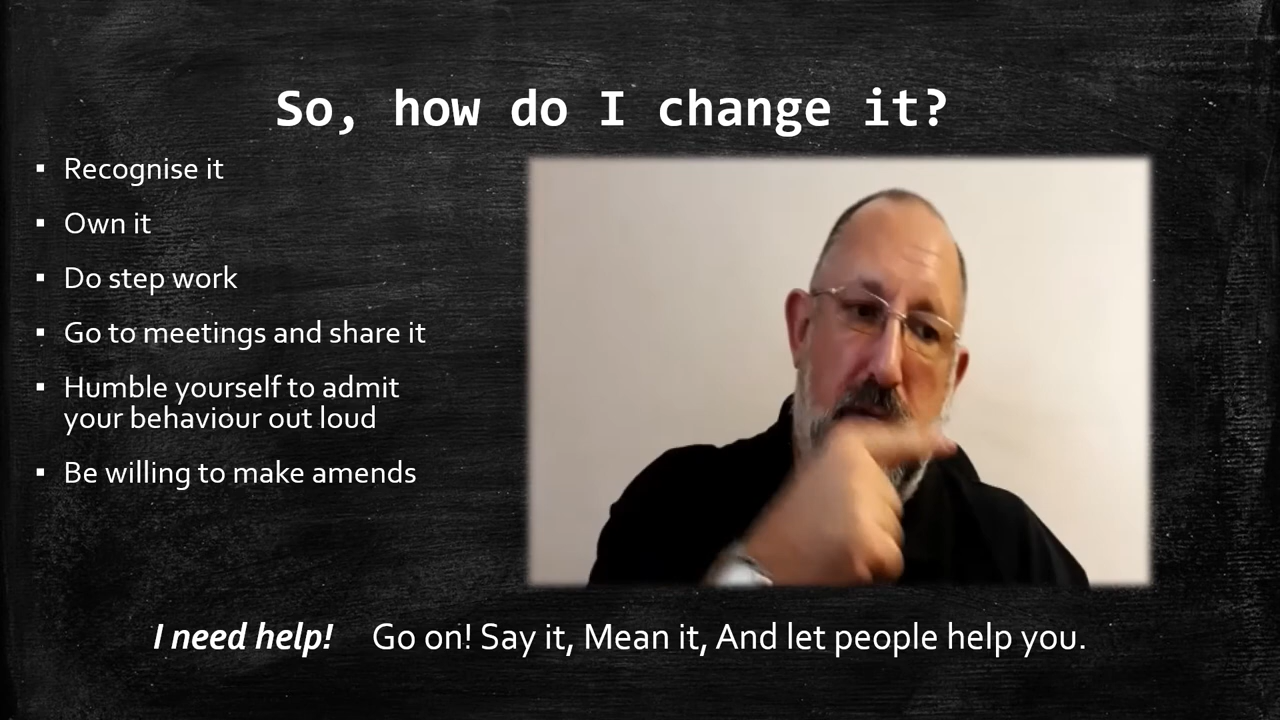 So, how do I change it?
▪ Recognise it
▪ Own it
▪ Do step work
▪ Go to meetings and share it
▪ Humble yourself to admit
your behaviour out loud
▪ Be willing to make amends
I need help! Go on! Say it, Mean it, And let people help you.